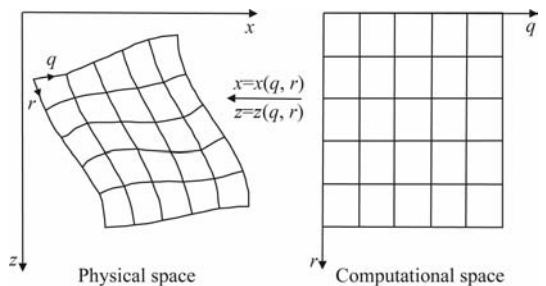 x
q
q
r
x=x(q, r)
z=z(q, r)
z
r
Physical space
Computational space